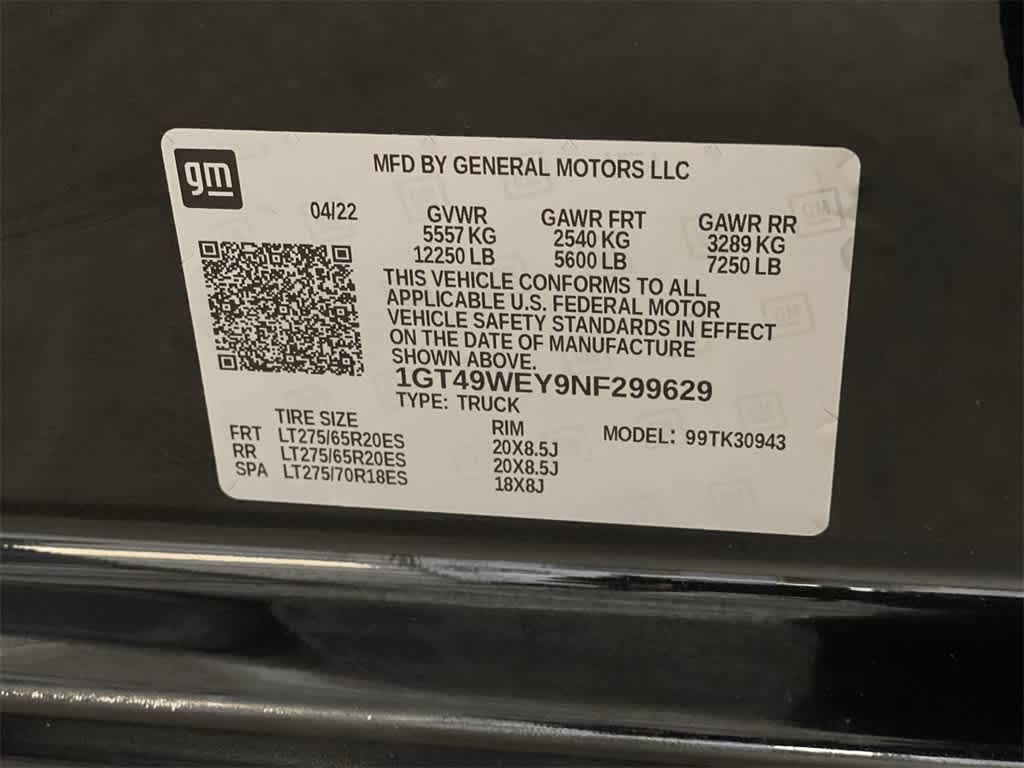 gm
MFD BY GENERAL MOTORS LLC
04/22 GVWR GAWR FRT GAWR RR
5557 KG 2540 KG 3289 KG
12250 LB 5600 LB 7250 LB
THIS VEHICLE CONFORMS TO ALL
APPLICABLE U.S. FEDERAL MOTOR
VEHICLE SAFETY STANDARDS IN EFFECT
ON THE DATE OF MANUFACTURE
SHOWN ABOVE.
1GT49WEY9NF299629
TYPE: TRUCK
TIRE SIZE RIM MODEL: 99TK30943
FRT LT275/65R20ES 20X8.5J
RR LT275/65R20ES 20X8.5J
SPA LT275/70R18ES 18X8J